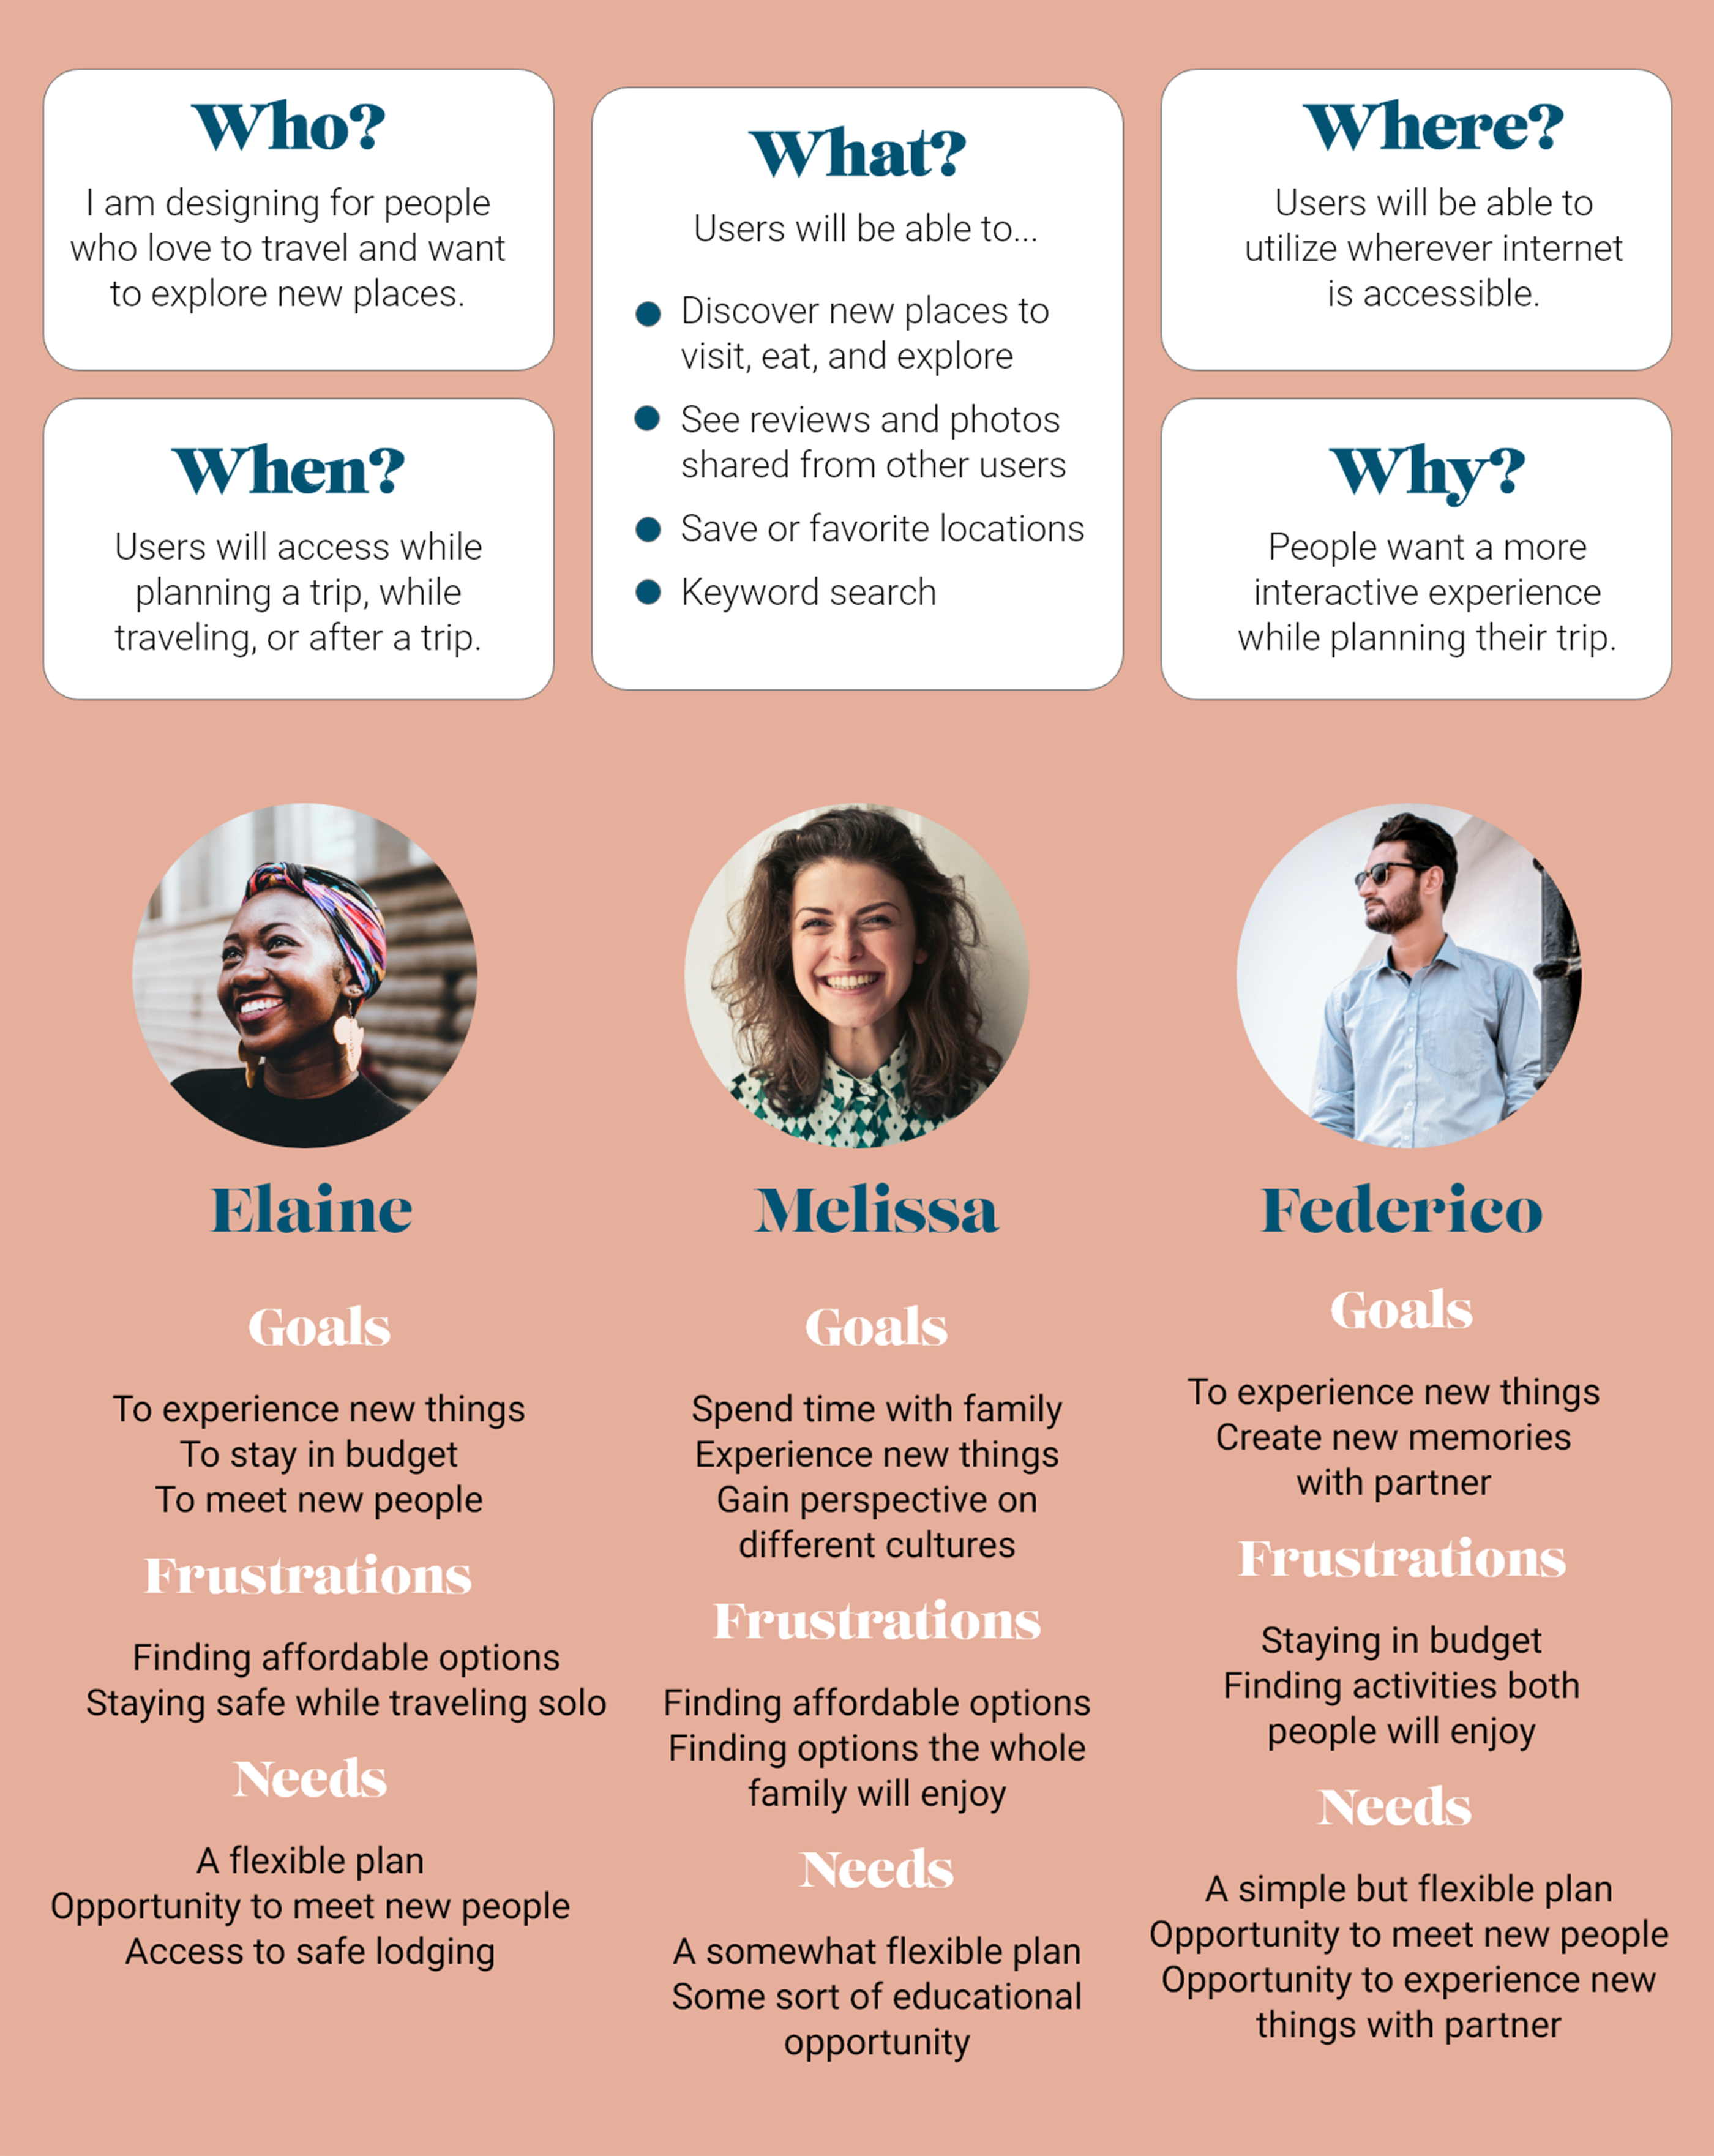 Who?
I am designing for people
who love to travel and want
to explore new places.
When?
Users will access while
planning a trip, while
traveling, or after a trip.
What?
Users will be able to...
Discover new places to
visit, eat, and explore
See reviews and photos
shared from other users
Save or favorite locations
Keyword search
Where?
Users will be able to
utilize wherever internet
is accessible.
Why?
People want a more
interactive experience
while planning their trip.
Elaine
Goals
To experience new things
To stay in budget
To meet new people
Frustrations
Finding affordable options
Staying safe while traveling solo
Needs
A flexible plan
Opportunity to meet new people
Access to safe lodging
Melissa
Goals
Spend time with family
Experience new things
Gain perspective on
different cultures
Frustrations
Finding affordable options
Finding options the whole
family will enjoy
Needs
A somewhat flexible plan
Some sort of educational
opportunity
Federico
Goals
To experience new things
Create new memories
with partner
Frustrations
Staying in budget
Finding activities both
people will enjoy
Needs
A simple but flexible plan
Opportunity to meet new people
Opportunity to experience new
things with partner